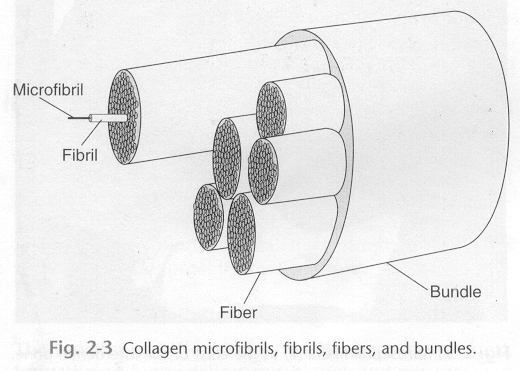 Microfibril
Fibril
Fiber
Bundle
Fig. 2-3 Collagen microfibrils, fibrils, fibers, and bundles.